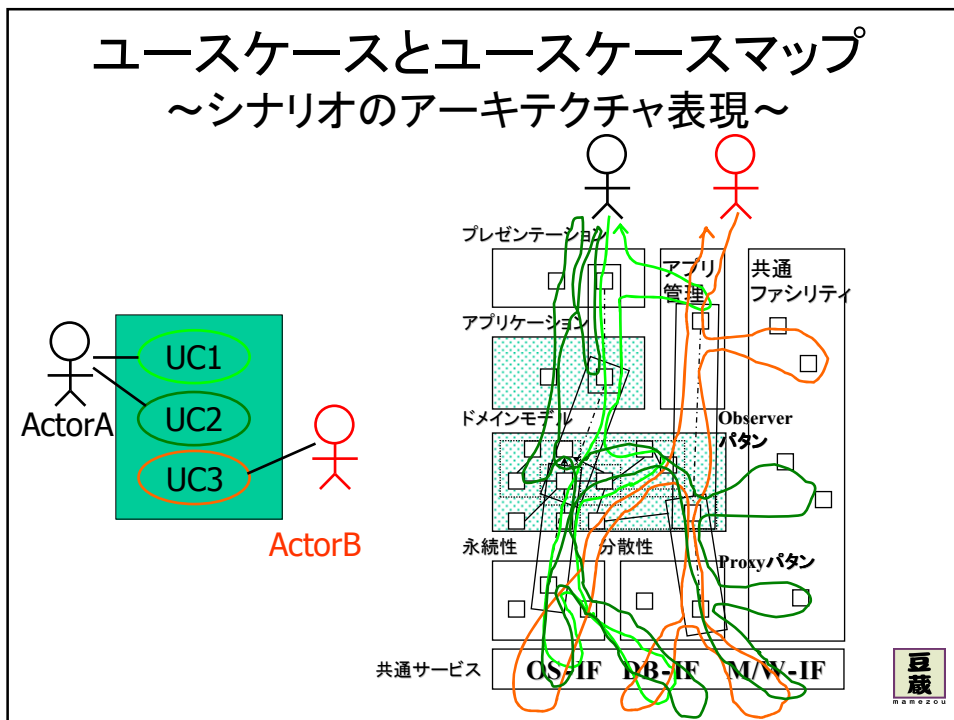 ユースケースとユースケースマップ
～シナリオのアーキテクチャ表現～
プレゼンテーション
アプリ
管理
共通
ファシリティ
アプリケーション
UC1
ActorA
UC2
UC3
ActorB
ドメインモデル
Observer
パタン
永続性
分散性
Proxyパタン
共通サービス
OS-IF DB-IF M/W-IF
豆
蔵
mamezou